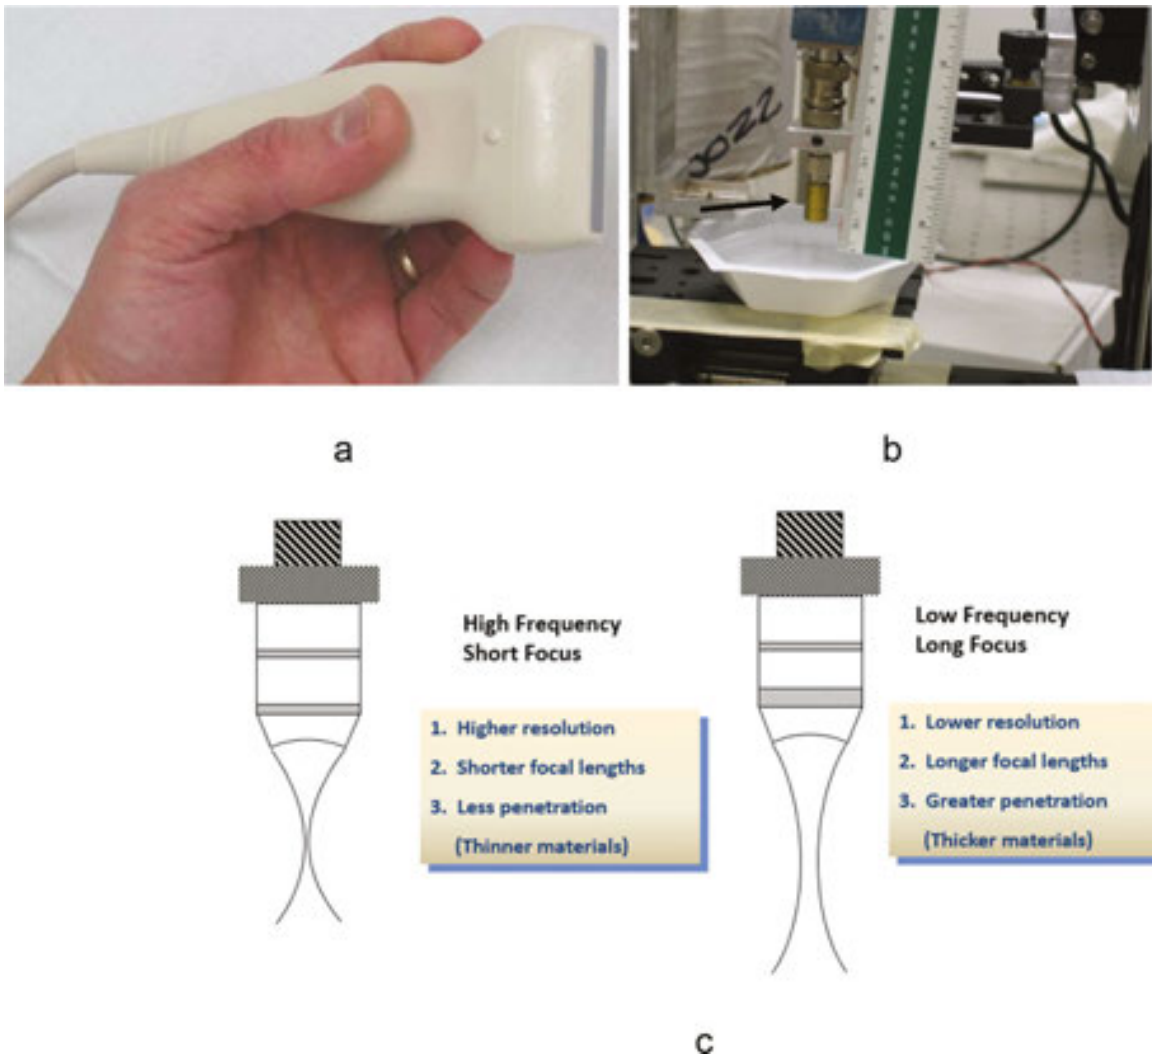 0022
a
b
High Frequency
Short Focus
1. Higher resolution
2. Shorter focal lengths
3. Less penetration
(Thinner materials)
Low Frequency
Long Focus
1. Lower resolution
2. Longer focal lengths
3. Greater penetration
(Thicker materials)
c